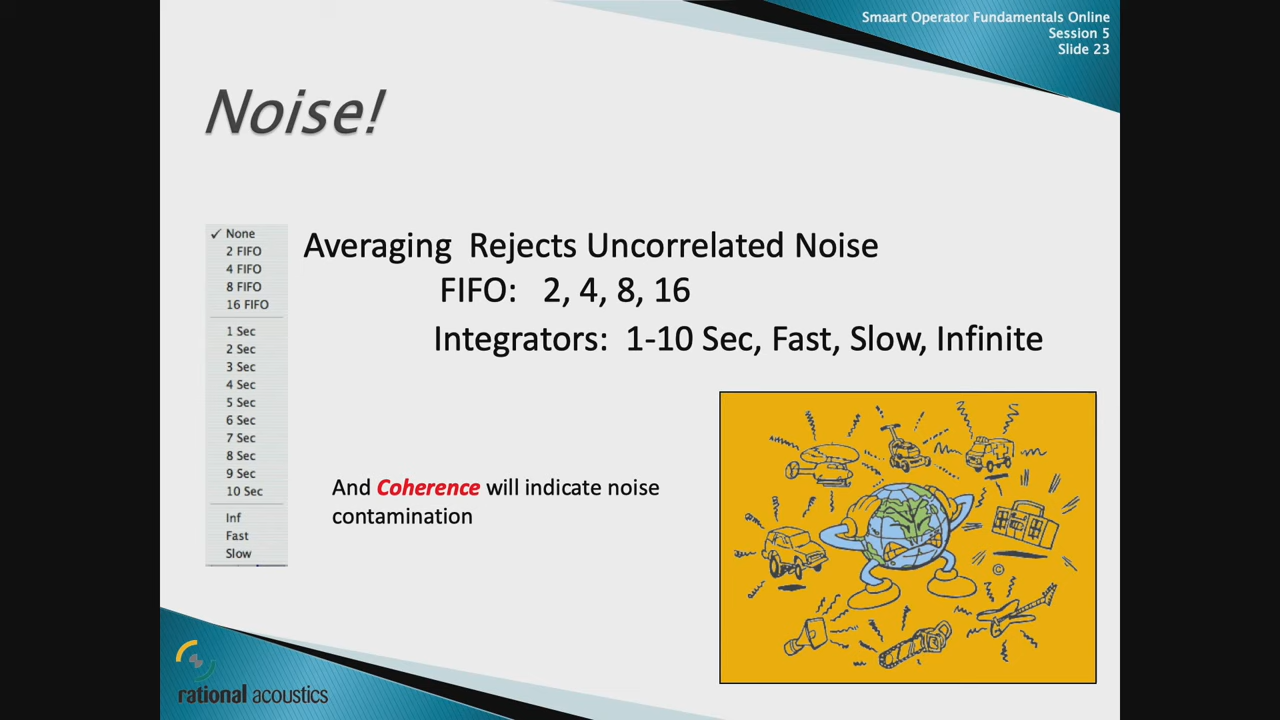 Smaart Operator Fundamentals Online
Session 5
Slide 23
Noise!
✓ None
2 FIFO
4 FIFO
8 FIFO
16 FIFO
1 Sec
2 Sec
3 Sec
4 Sec
5 Sec
6 Sec
7 Sec
8 Sec
9 Sec
10 Sec
Inf
Fast
Slow
Averaging Rejects Uncorrelated Noise
FIFO: 2, 4, 8, 16
Integrators: 1-10 Sec, Fast, Slow, Infinite
And Coherence will indicate noise
contamination
©
rational acoustics